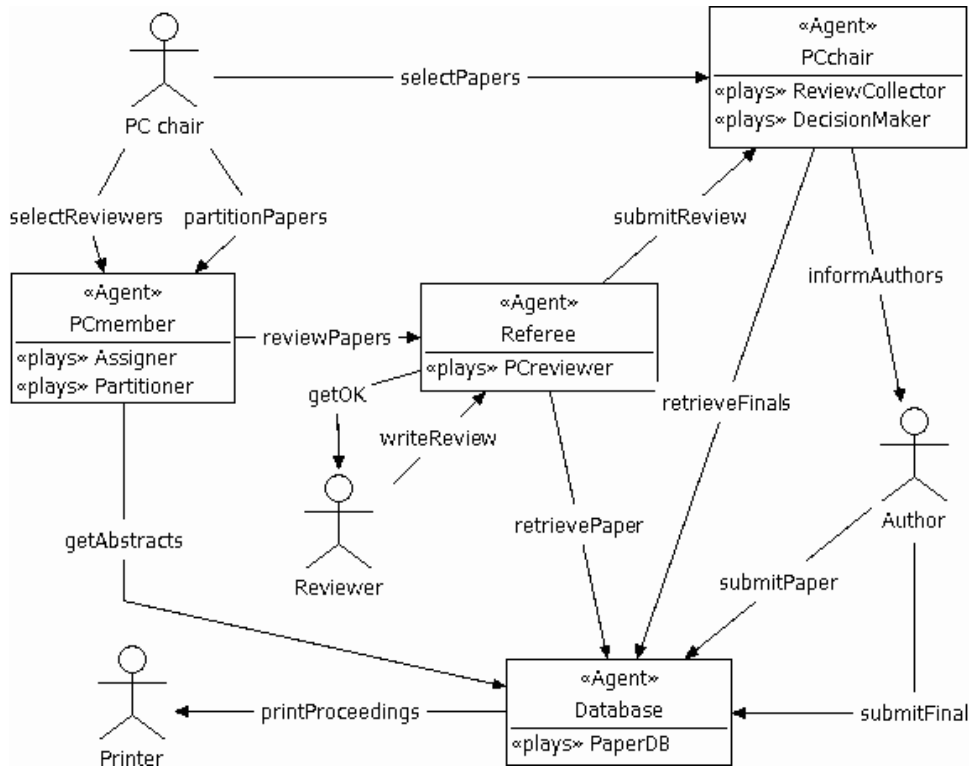 «Agent»
PCchair
«plays» ReviewCollector
«plays» DecisionMaker
selectPapers
PC chair
selectReviewers
partitionPapers
submitReview
informAuthors
«Agent»
PCmember
«plays» Assigner
«plays» Partitioner
reviewPapers
«Agent»
Referee
«plays» PCreviewer
getOK
writeReview
retrieveFinals
Author
getAbstracts
retrievePaper
Reviewer
submitPaper
«Agent»
Database
«plays» PaperDB
printProceedings
submitFinal
Printer